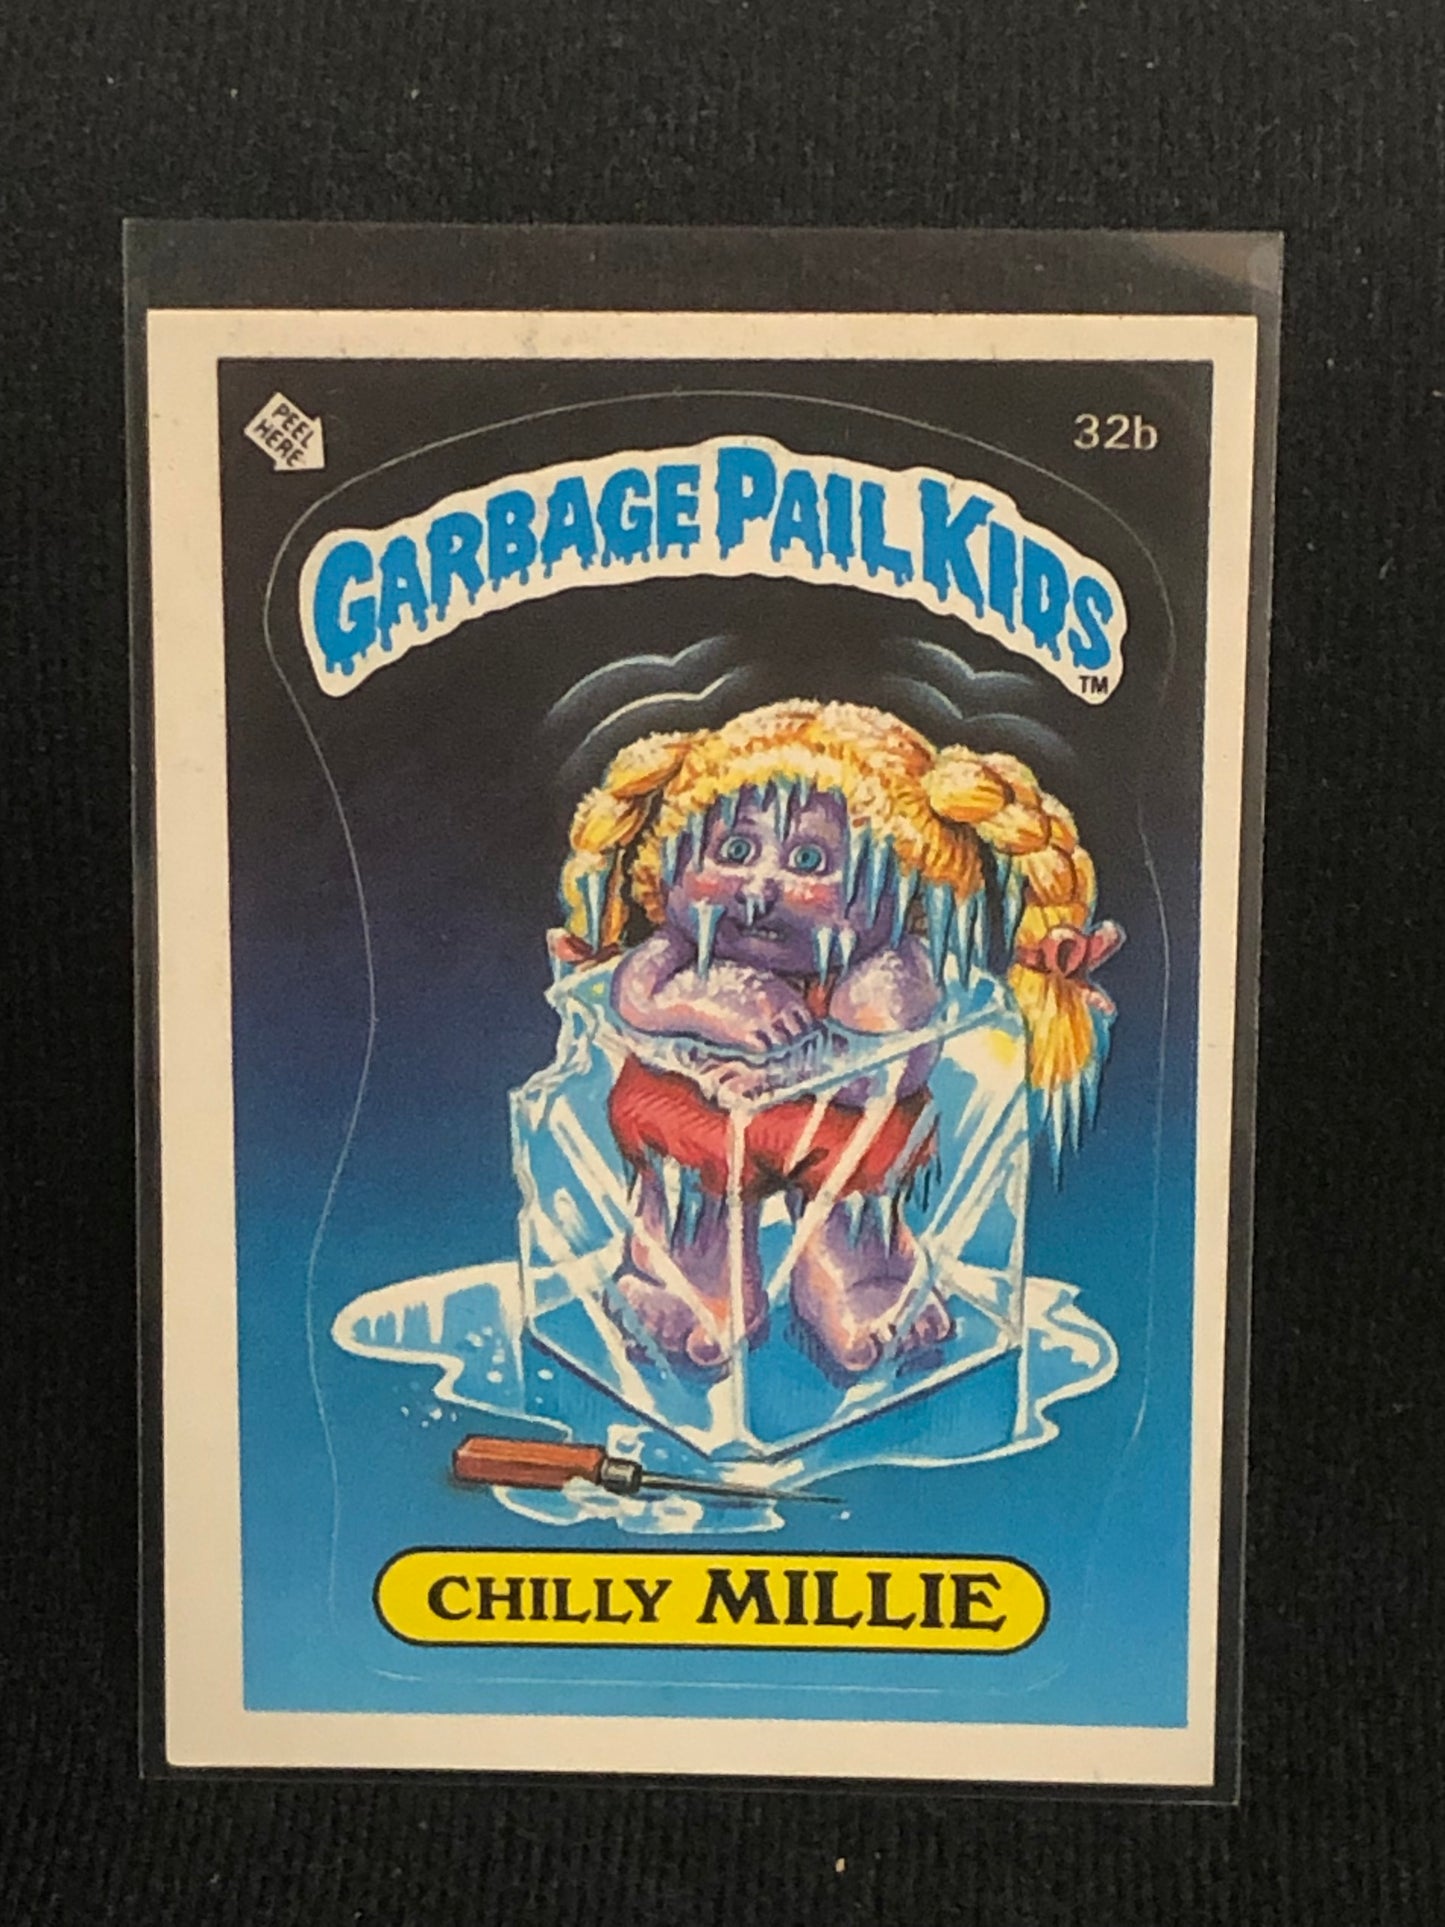 PEEL
HERE
32b
GARBAGE PAIL KIDS
TM
CHILLY MILLIE